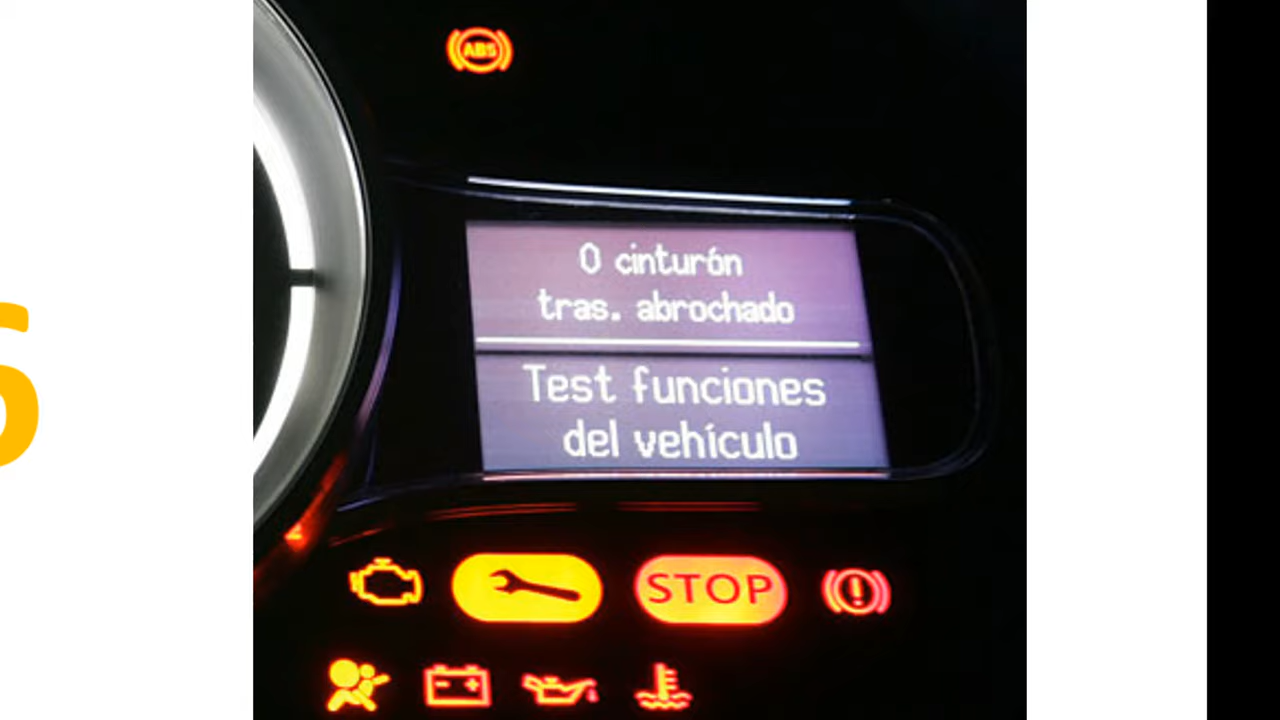 ABS
0 cinturón
tras. abrochado
Test funciones
del vehículo
STOP